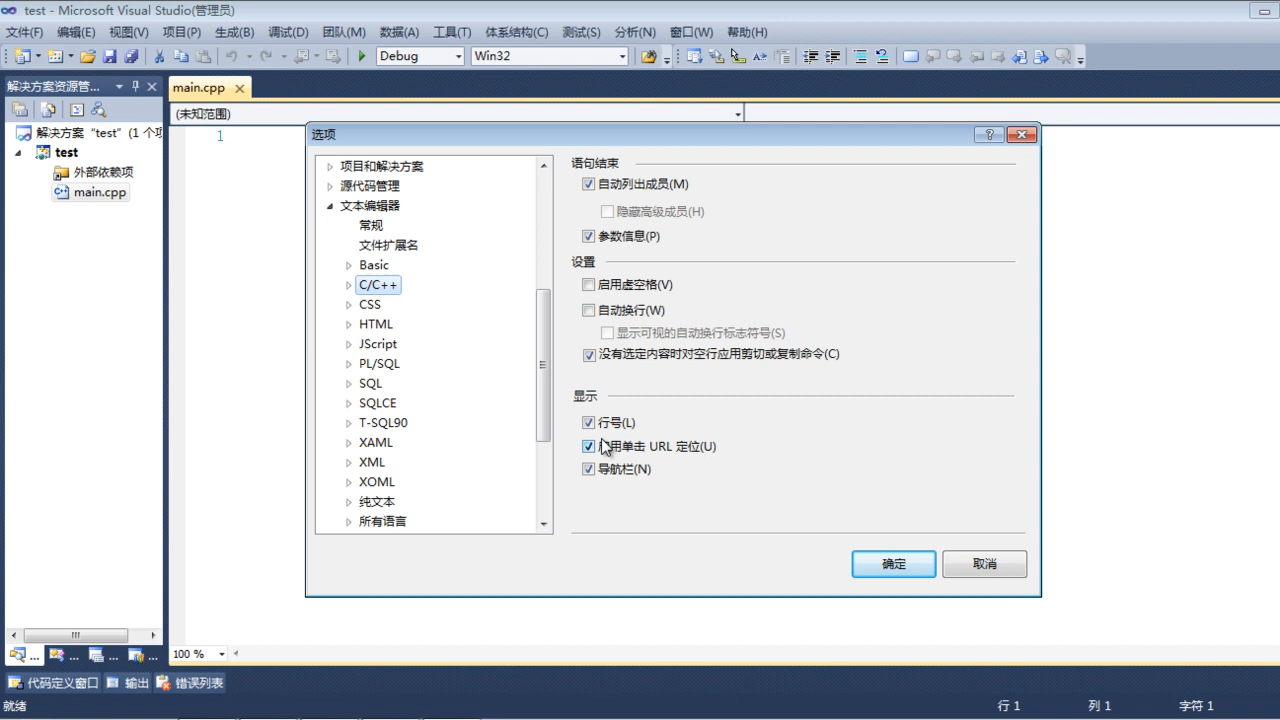 test - Microsoft Visual Studio(管理员)
文件(F) 编辑(E) 视图(V) 项目(P) 生成(B) 调试(D) 团队(M) 数据(A) 工具(T) 体系结构(C) 测试(S) 分析(N) 窗口(W) 帮助(H)
Debug Win32
解决方案资源管...
main.cpp
(未知范围)
解决方案 "test" (1 个项
test
外部依赖项
main.cpp
1
选项
项目和解决方案
源代码管理
文本编辑器
常规
文件扩展名
Basic
C/C++
CSS
HTML
JScript
PL/SQL
SQL
SQLCE
T-SQL90
XAML
XML
XOML
纯文本
所有语言
语句结束
自动列出成员(M)
隐藏高级成员(H)
参数信息(P)
设置
启用虚空格(V)
自动换行(W)
显示可视的自动换行标志符号(S)
没有选定内容时对空行应用剪切或复制命令(C)
显示
行号(L)
用单击 URL 定位(U)
导航栏(N)
确定 取消
100 %
... ... ... ...
代码定义窗口 输出 错误列表
就绪 行 1 列 1 字符 1